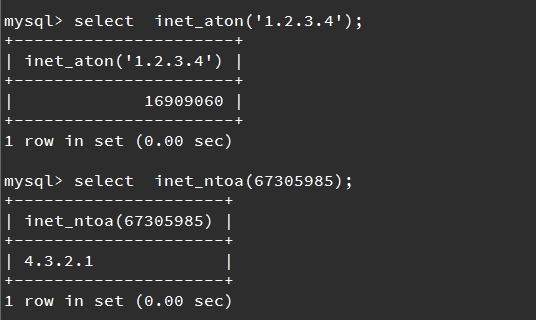 mysql> select  inet_aton('1.2.3.4');
+----------------------+
| inet_aton('1.2.3.4') |
+----------------------+
|             16909060 |
+----------------------+
1 row in set (0.00 sec)

mysql> select  inet_ntoa(67305985);
+---------------------+
| inet_ntoa(67305985) |
+---------------------+
| 4.3.2.1             |
+---------------------+
1 row in set (0.00 sec)